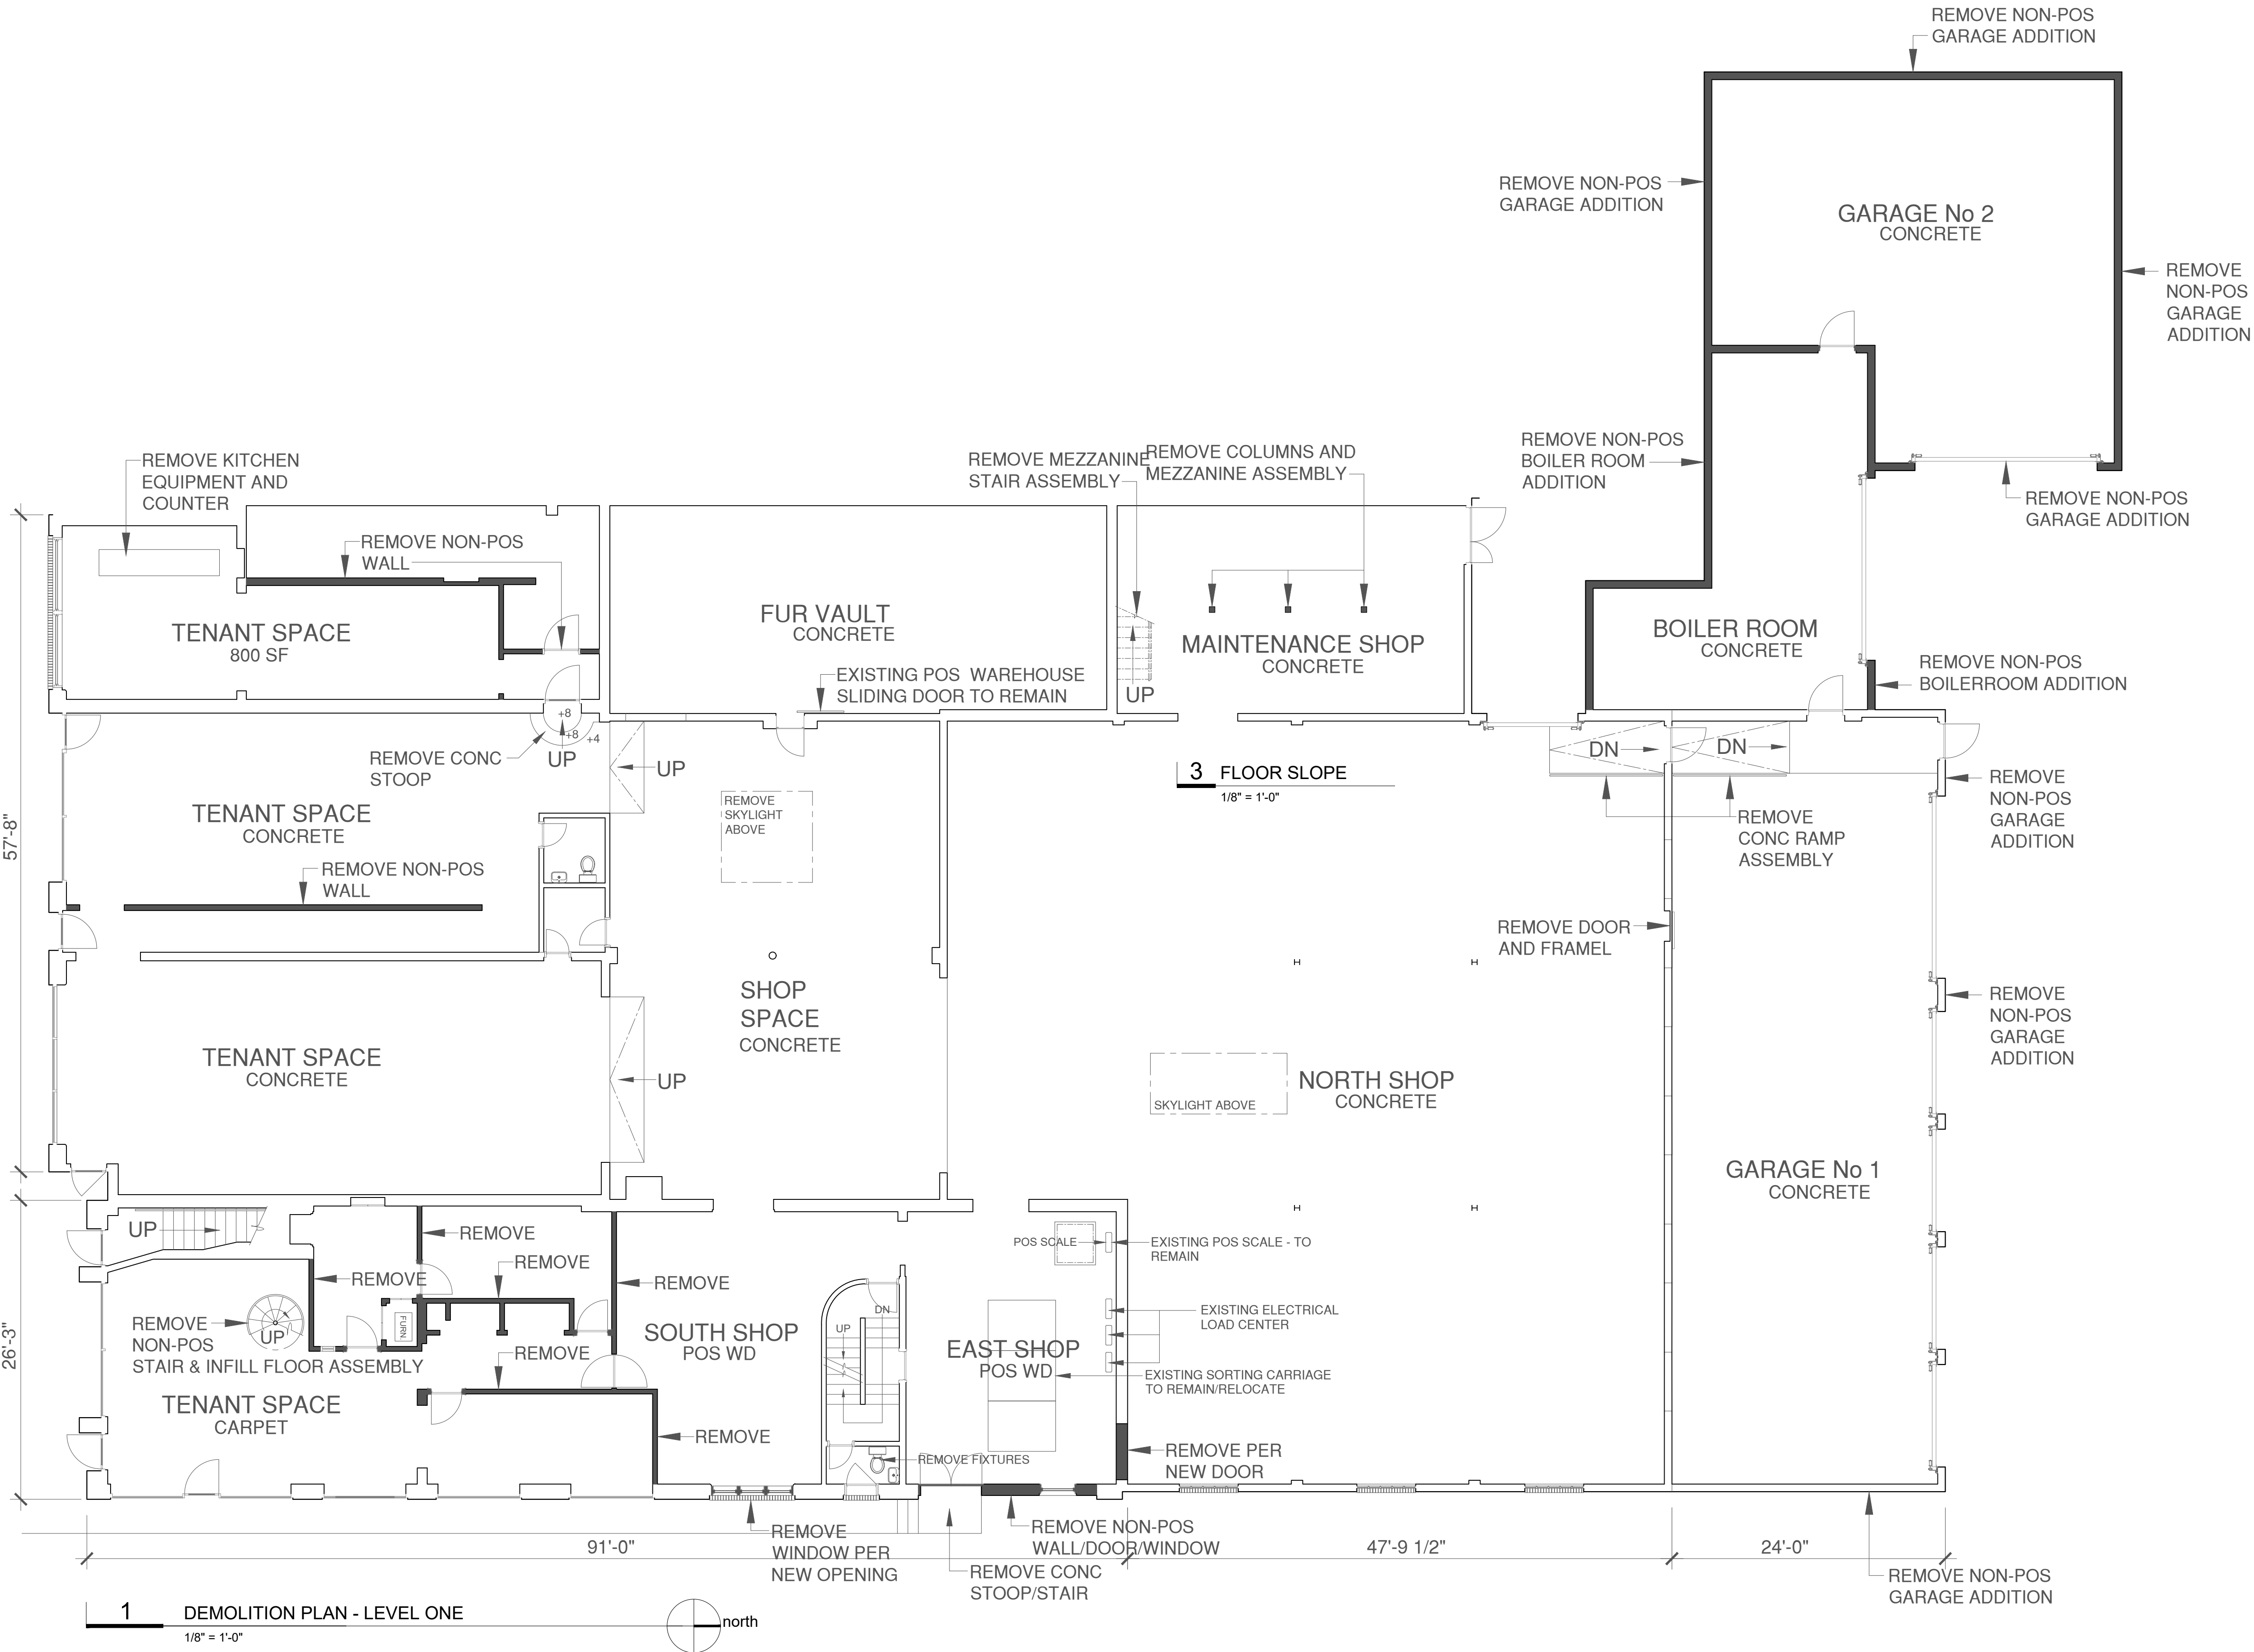 REMOVE NON-POS
GARAGE ADDITION
REMOVE NON-POS
GARAGE ADDITION
GARAGE No 2
CONCRETE
REMOVE
NON-POS
GARAGE
ADDITION
REMOVE KITCHEN
EQUIPMENT AND
COUNTER
REMOVE MEZZANINE
STAIR ASSEMBLY
REMOVE COLUMNS AND
MEZZANINE ASSEMBLY
REMOVE NON-POS
BOILER ROOM
ADDITION
REMOVE NON-POS
GARAGE ADDITION
REMOVE NON-POS
WALL
TENANT SPACE
800 SF
FUR VAULT
CONCRETE
MAINTENANCE SHOP
CONCRETE
BOILER ROOM
CONCRETE
EXISTING POS WAREHOUSE
SLIDING DOOR TO REMAIN
UP
REMOVE NON-POS
BOILERROOM ADDITION
+8
+8
+4
UP
REMOVE CONC
STOOP
UP
DN
DN
3 FLOOR SLOPE
1/8" = 1'-0"
REMOVE
NON-POS
GARAGE
ADDITION
REMOVE
SKYLIGHT
ABOVE
TENANT SPACE
CONCRETE
57'-8"
REMOVE
CONC RAMP
ASSEMBLY
REMOVE NON-POS
WALL
REMOVE DOOR
AND FRAMEL
SHOP
SPACE
CONCRETE
REMOVE
NON-POS
GARAGE
ADDITION
TENANT SPACE
CONCRETE
UP
NORTH SHOP
CONCRETE
SKYLIGHT ABOVE
GARAGE No 1
CONCRETE
UP
REMOVE
REMOVE
REMOVE
REMOVE
POS SCALE
EXISTING POS SCALE - TO
REMAIN
26'-3"
REMOVE
NON-POS
STAIR & INFILL FLOOR ASSEMBLY
UP
FURN.
REMOVE
SOUTH SHOP
POS WD
DN
UP
EAST SHOP
POS WD
EXISTING ELECTRICAL
LOAD CENTER
EXISTING SORTING CARRIAGE
TO REMAIN/RELOCATE
TENANT SPACE
CARPET
REMOVE
REMOVE FIXTURES
REMOVE PER
NEW DOOR
REMOVE
WINDOW PER
NEW OPENING
REMOVE NON-POS
WALL/DOOR/WINDOW
REMOVE CONC
STOOP/STAIR
91'-0"
47'-9 1/2"
24'-0"
REMOVE NON-POS
GARAGE ADDITION
1 DEMOLITION PLAN - LEVEL ONE
1/8" = 1'-0"
north